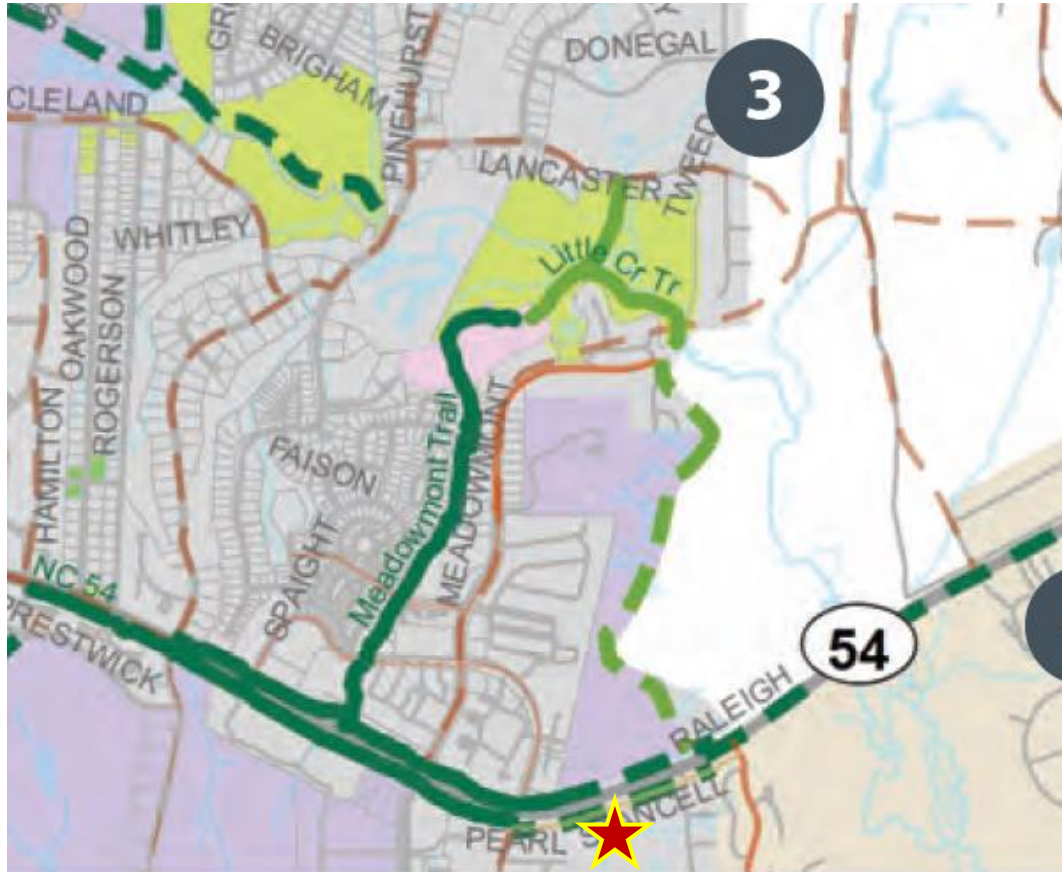 BRIGHAM
PINEHURST
DONEGAL
3
CLELAND
LANCASTER
TWEED
WHITLEY
OAKWOOD
ROGERSON
HAMILTON
Little Cr Tr
FAISON
Meadowmont Trail
MEADOWMONT
SPAIGHT
NC 54
PRESTWICK
54
RALEIGH
PEARL